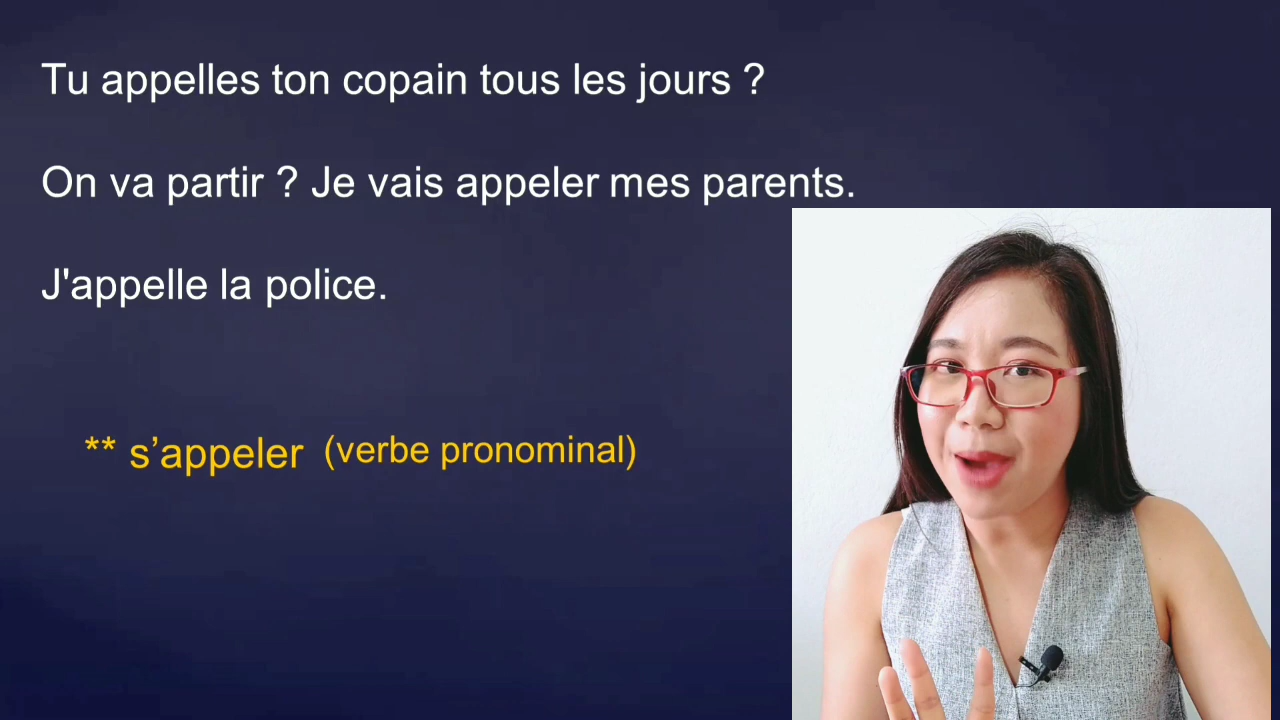 Tu appelles ton copain tous les jours ?
On va partir ? Je vais appeler mes parents.
J'appelle la police.
** s’appeler (verbe pronominal)